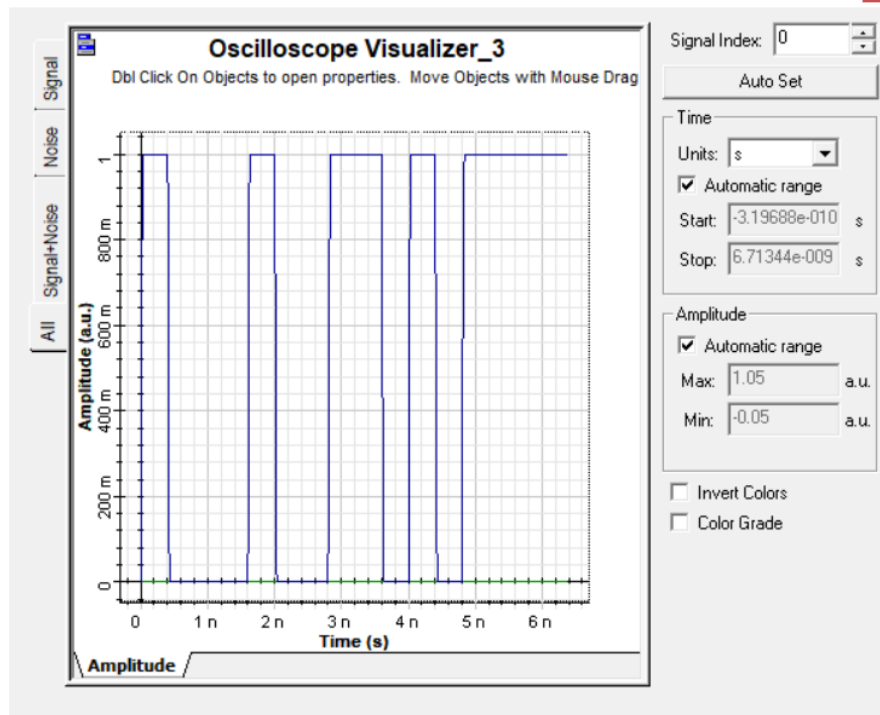 Oscilloscope Visualizer_3
Dbl Click On Objects to open properties. Move Objects with Mouse Drag
Signal
Noise
Signal+Noise
All
Amplitude (a.u.)
1
800 m
600 m
400 m
200 m
0
0 1 n 2 n 3 n 4 n 5 n 6 n
Time (s)
Amplitude
Signal Index: 0
Auto Set
Time
Units: s
Automatic range
Start: -3.19688e-010 s
Stop: 6.71344e-009 s
Amplitude
Automatic range
Max: 1.05 a.u.
Min: -0.05 a.u.
Invert Colors
Color Grade